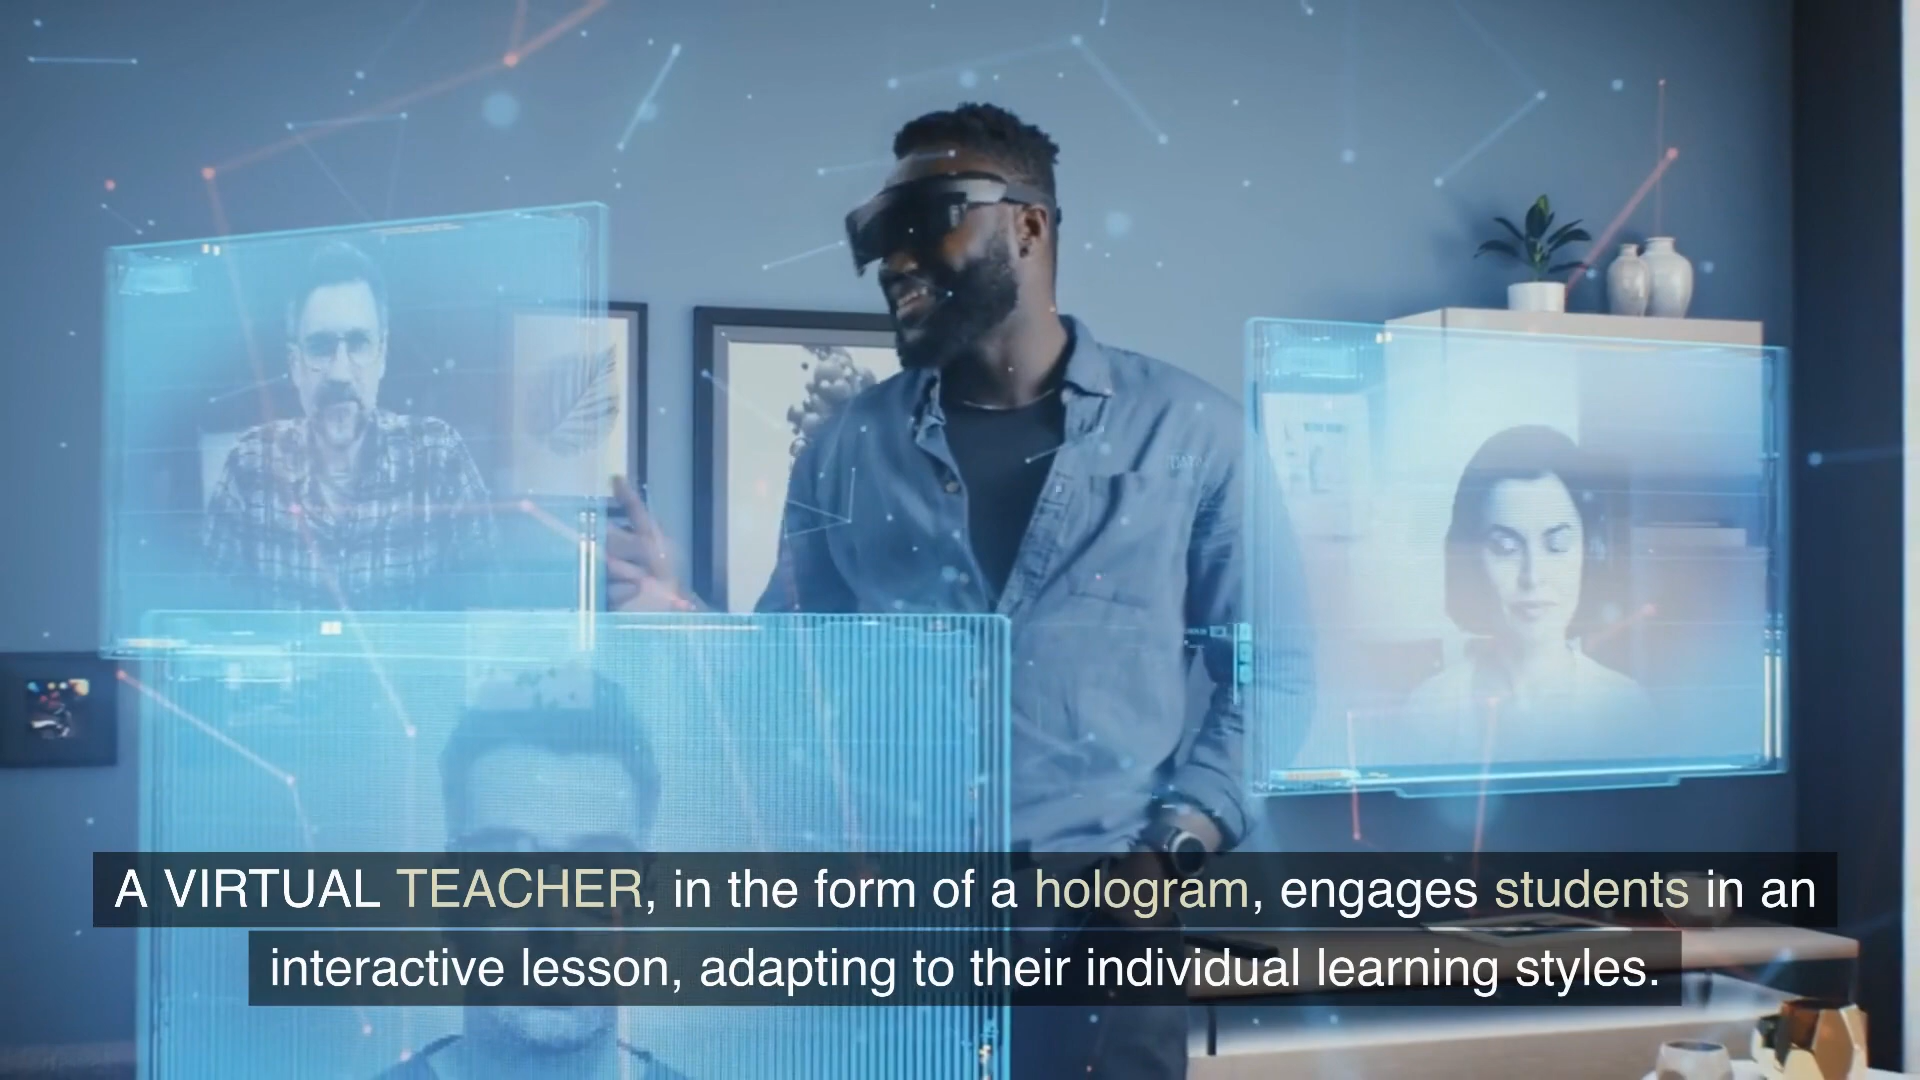 A VIRTUAL TEACHER, in the form of a hologram, engages students in an
interactive lesson, adapting to their individual learning styles.